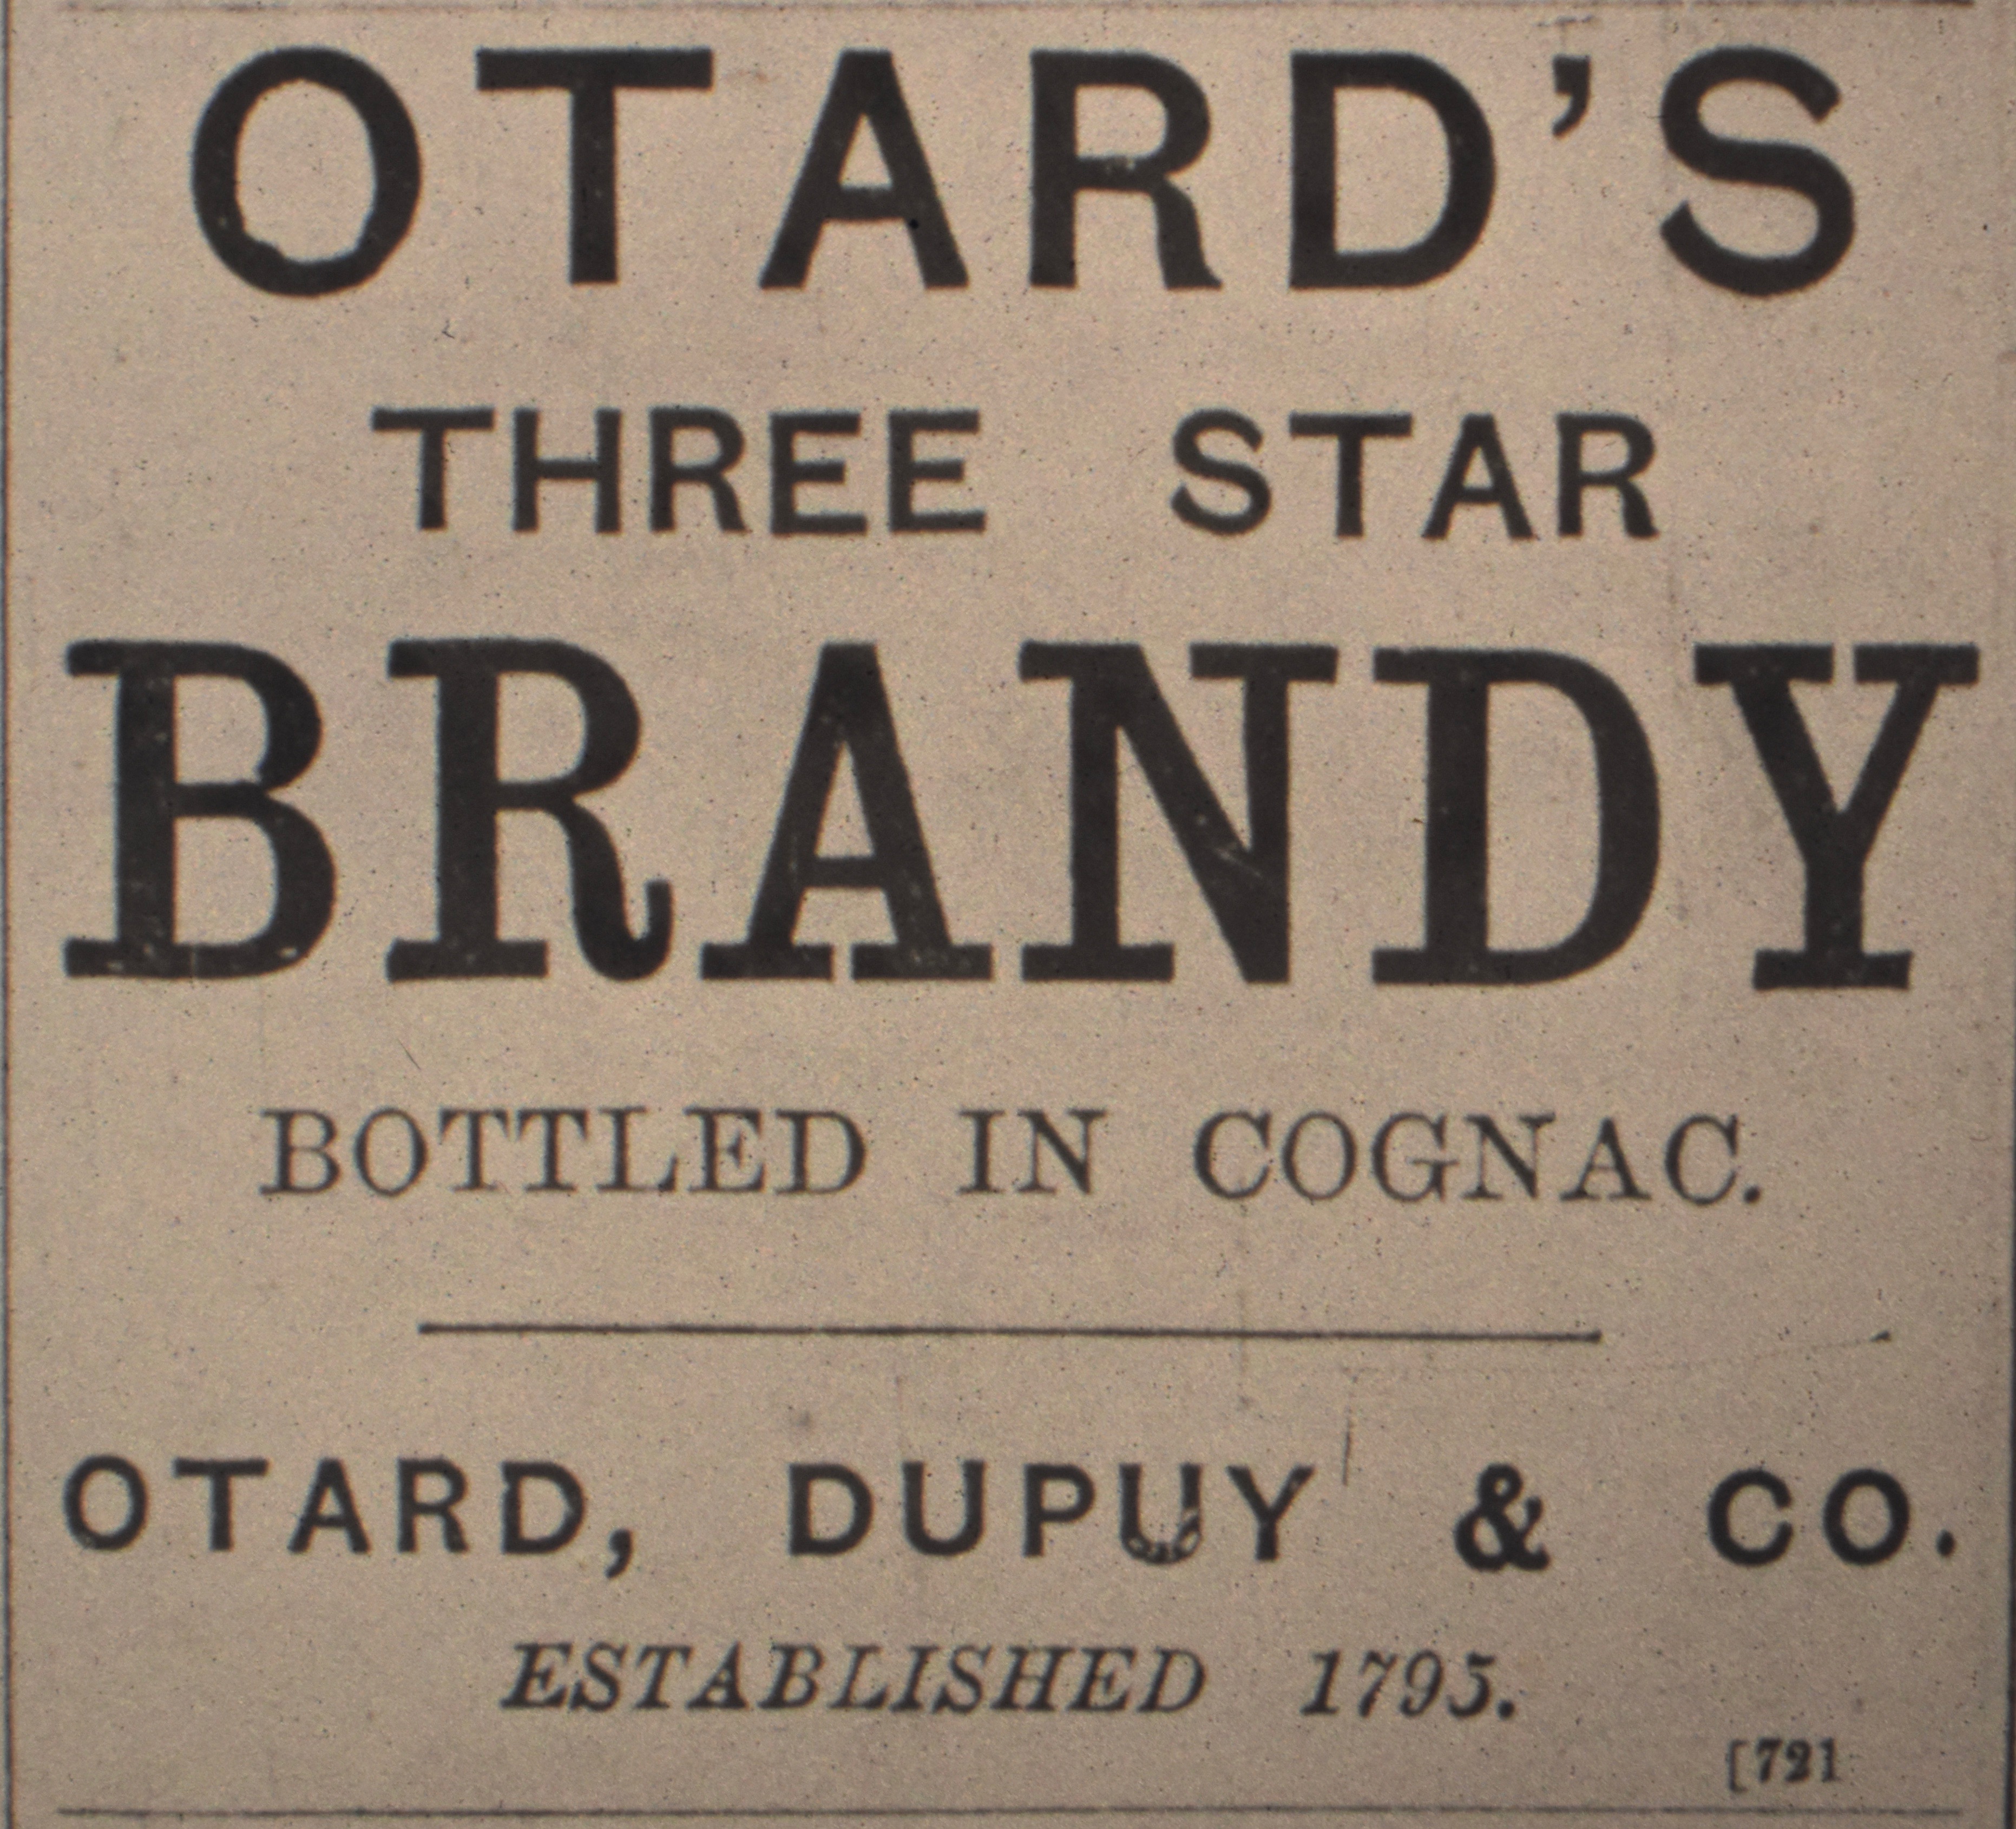 OTARD'S
THREE STAR
BRANDY
BOTTLED IN COGNAC.
OTARD, DUPUY & CO.
ESTABLISHED 1795.
[721